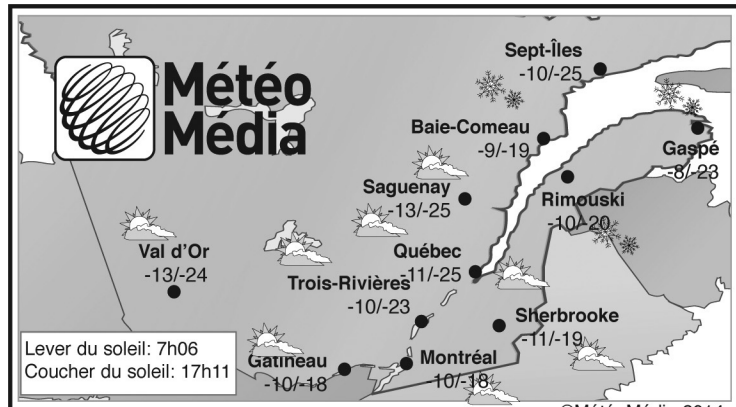 Météo
Média
Sept-Îles
-10/-25
Baie-Comeau
-9/-19
Gaspé
-8/-23
Saguenay
-13/-25
Rimouski
-10/-20
Val d'Or
-13/-24
Québec
-11/-25
Trois-Rivières
-10/-23
Sherbrooke
-11/-19
Lever du soleil: 7h06
Coucher du soleil: 17h11
Gatineau
-10/-18
Montréal
-10/-18